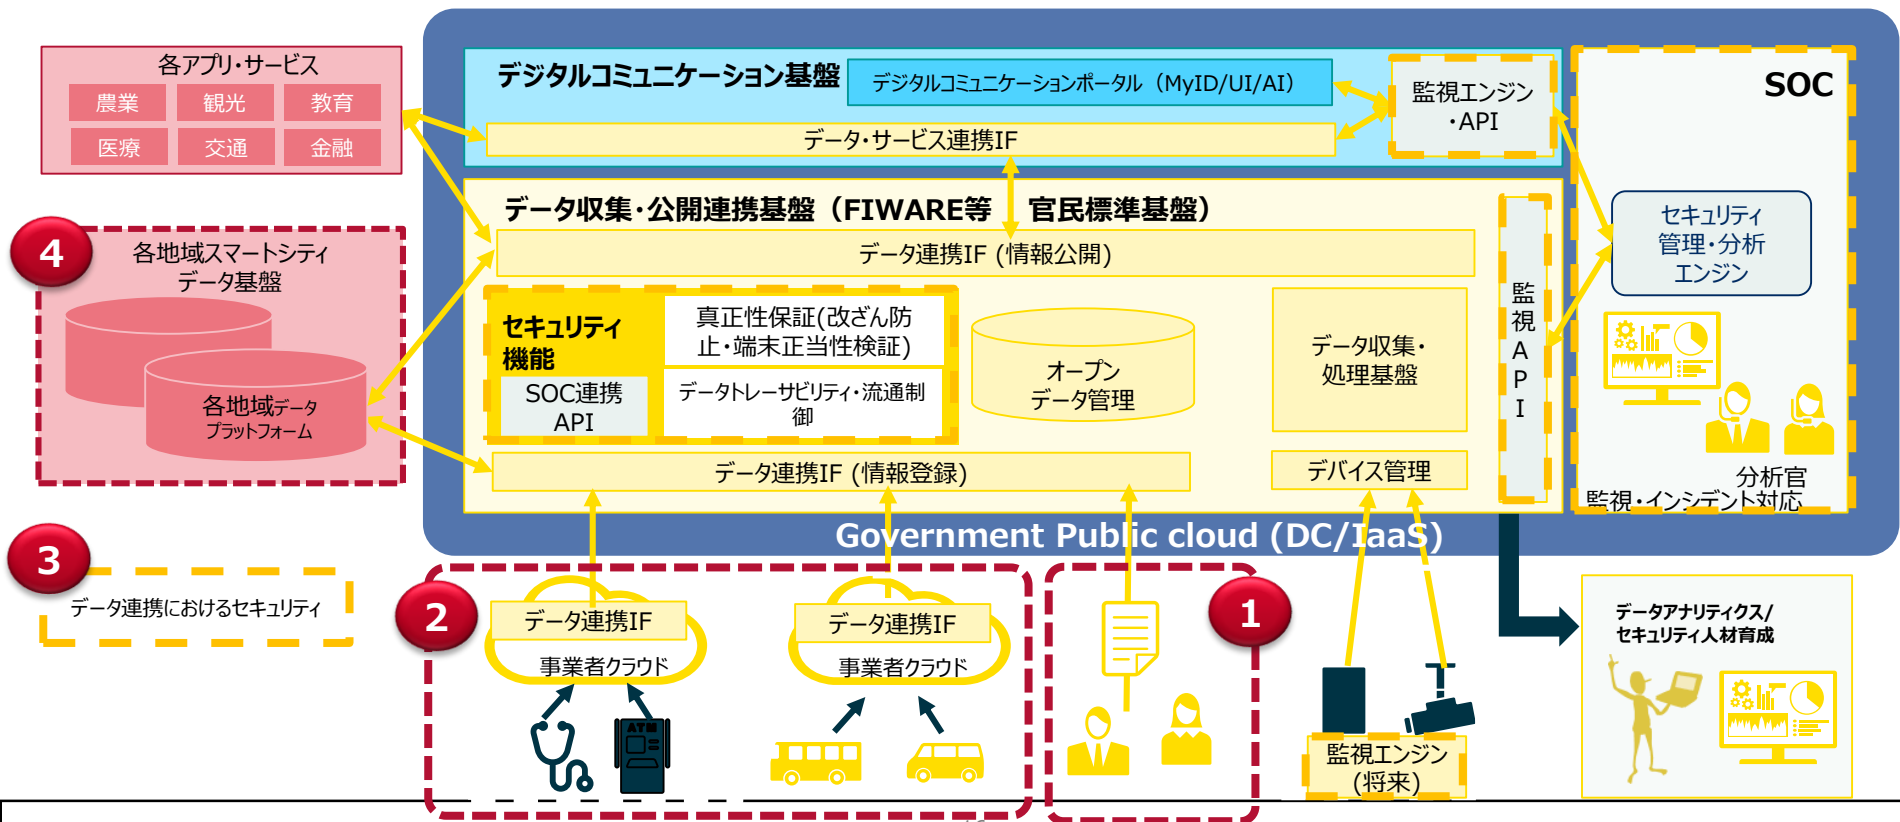 各アプリ・サービス
農業
観光
教育
医療
交通
金融
デジタルコミュニケーション基盤
デジタルコミュニケーションポータル（MyID/UI/AI）
データ・サービス連携IF
監視エンジン
・API
SOC
データ収集・公開連携基盤（FIWARE等 官民標準基盤）
データ連携IF (情報公開)
セキュリティ
機能
SOC連携
API
真正性保証(改ざん防
止・端末正当性検証)
データトレーサビリティ・流通制
御
オープン
データ管理
データ収集・
処理基盤
監
視
A
P
I
データ連携IF (情報登録)
デバイス管理
セキュリティ
管理・分析
エンジン
分析官
監視・インシデント対応
Government Public cloud (DC/IaaS)
4
各地域スマートシティ
データ基盤
各地域データ
プラットフォーム
3
データ連携におけるセキュリティ
2
データ連携IF
事業者クラウド
ATM
データ連携IF
事業者クラウド
1
監視エンジン
(将来)
データアナリティクス/
セキュリティ人材育成